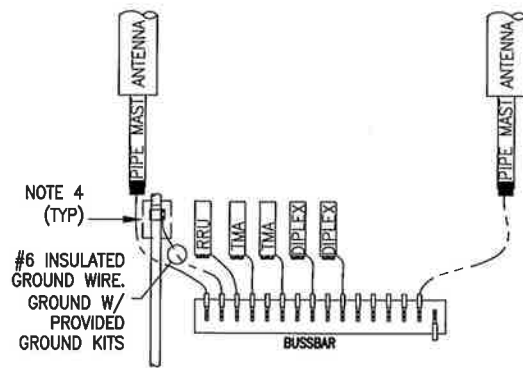 ANTENNA
ANTENNA
PIPE MAST
PIPE MAST
NOTE 4
(TYP)
RRU
TMA
TMA
DIPLEX
DIPLEX
#6 INSULATED
GROUND WIRE.
GROUND W/
PROVIDED
GROUND KITS
BUSSBAR